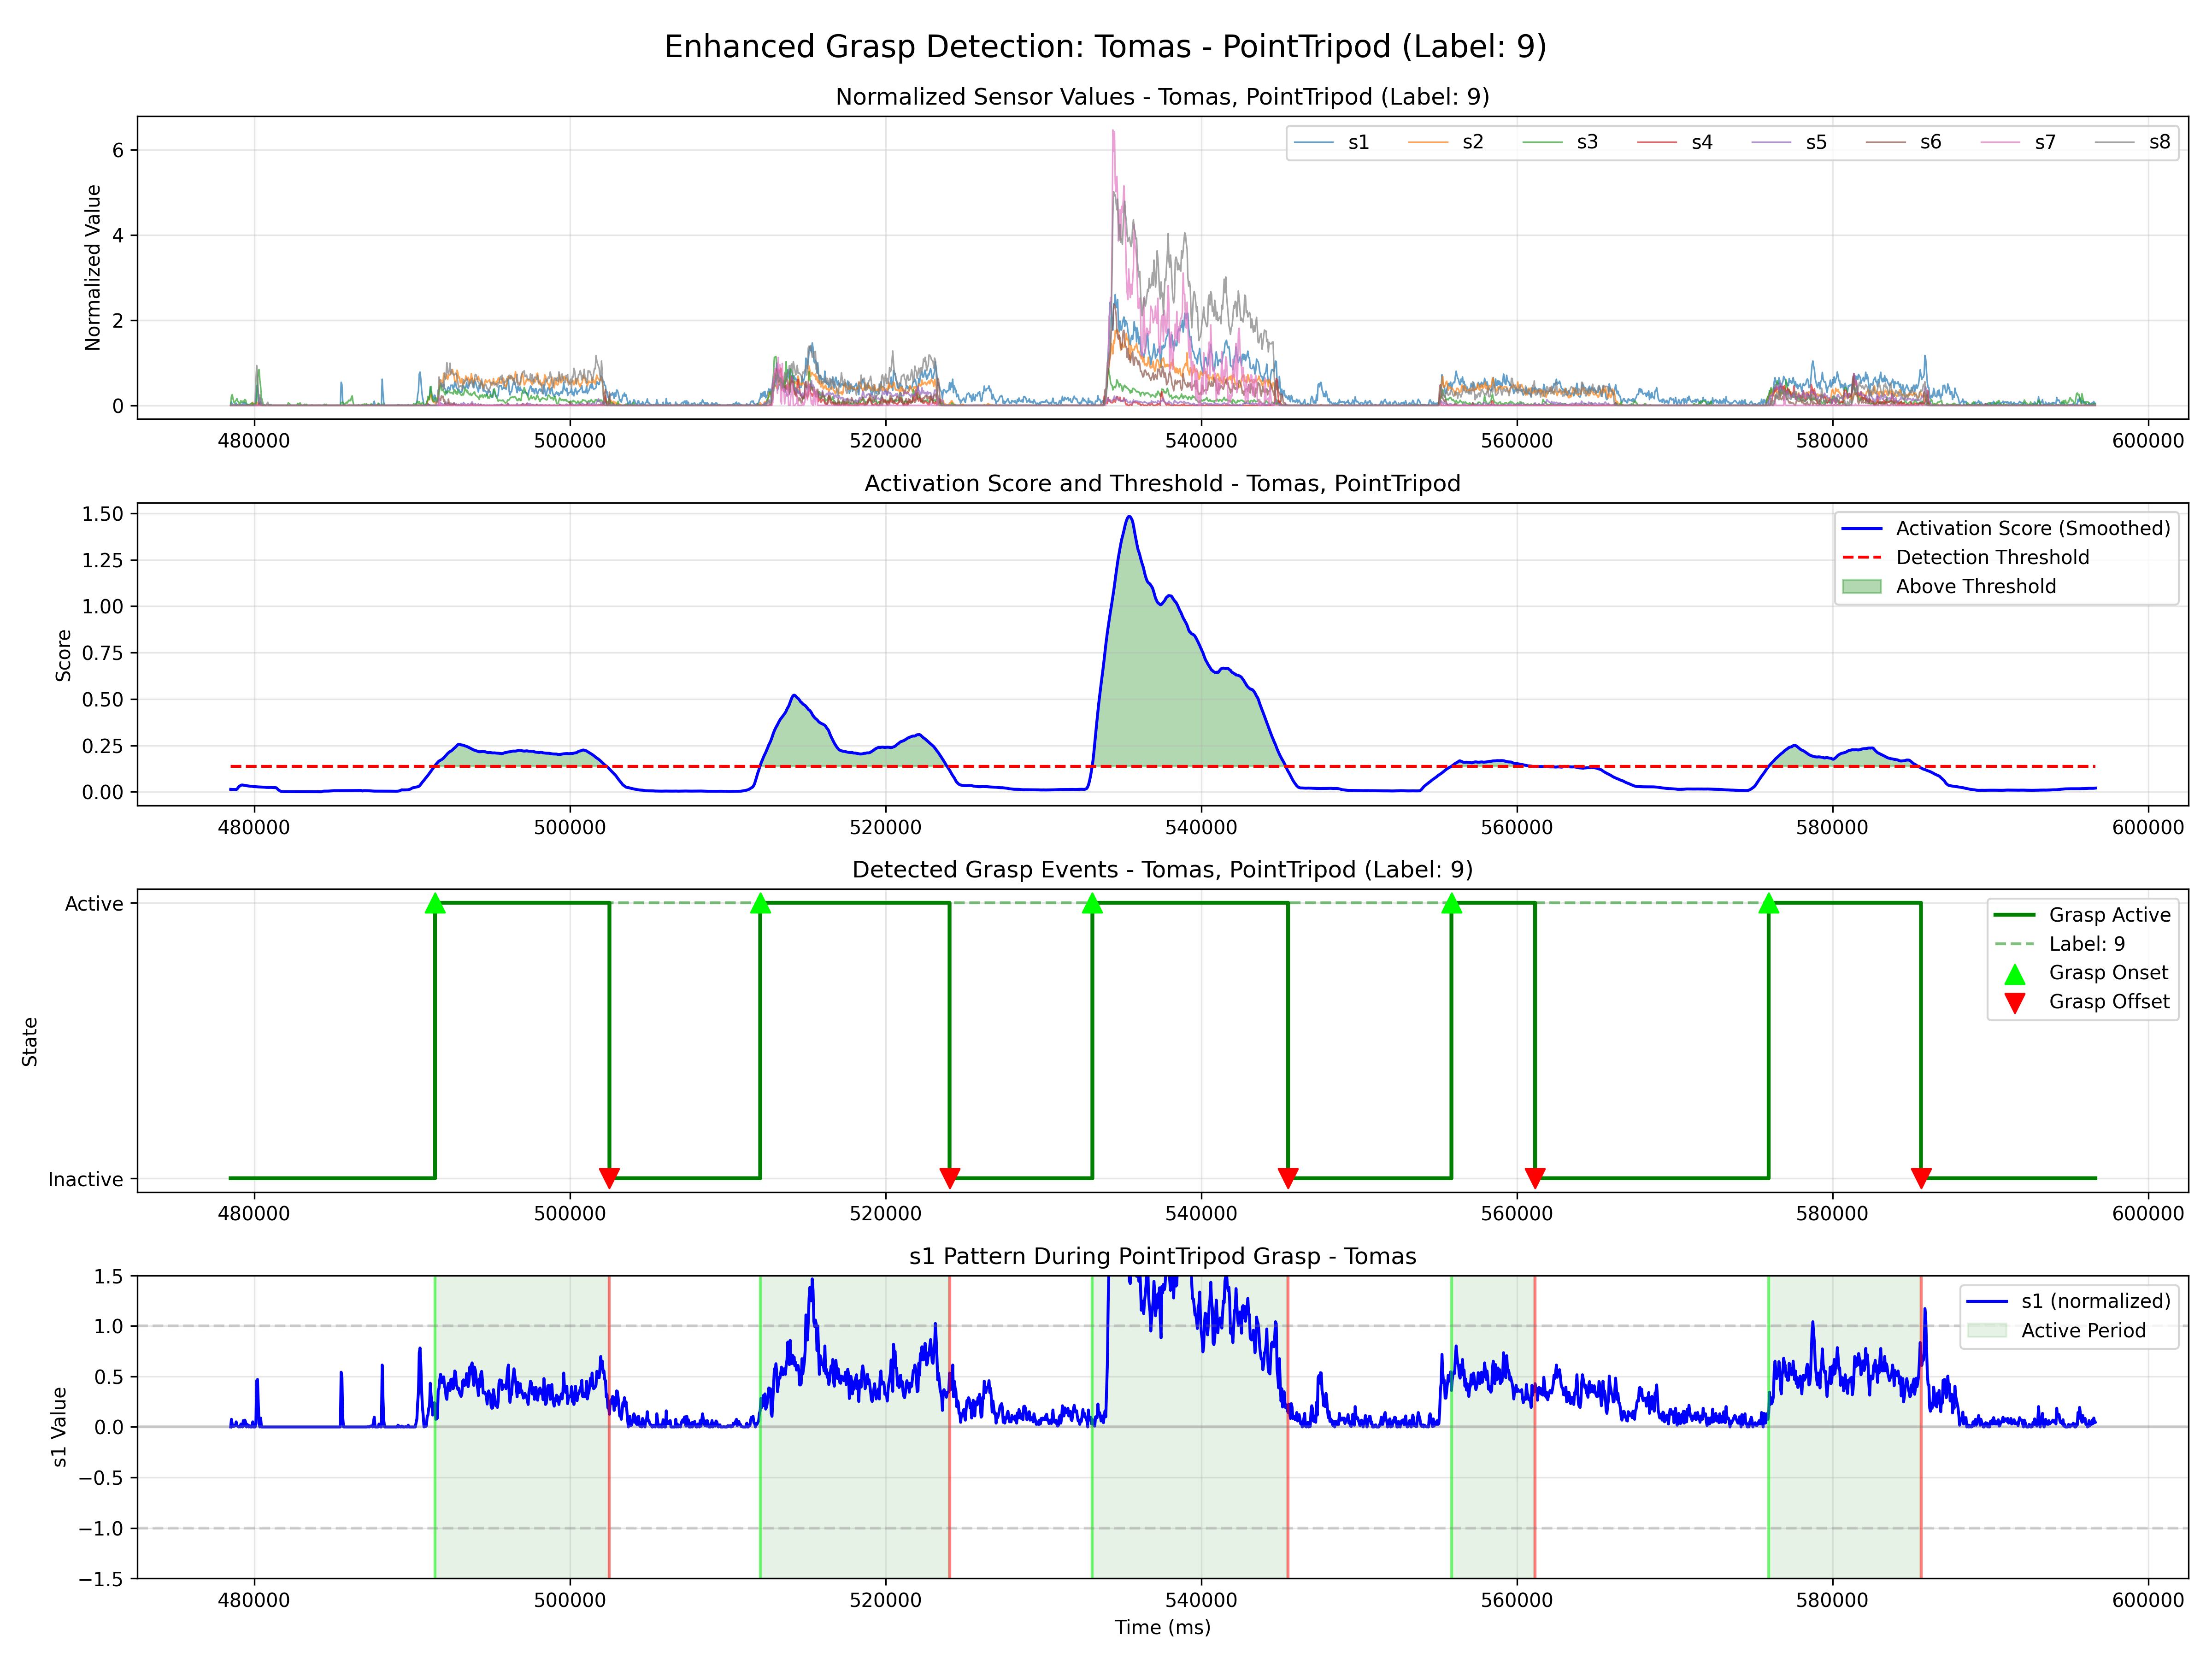 Enhanced Grasp Detection: Tomas - PointTripod (Label: 9)
Normalized Sensor Values - Tomas, PointTripod (Label: 9)
Normalized Value
6
4
2
0
s1 s2 s3 s4 s5 s6 s7 s8
480000 500000 520000 540000 560000 580000 600000
Activation Score and Threshold - Tomas, PointTripod
Score
1.50
1.25
1.00
0.75
0.50
0.25
0.00
Activation Score (Smoothed)
Detection Threshold
Above Threshold
480000 500000 520000 540000 560000 580000 600000
Detected Grasp Events - Tomas, PointTripod (Label: 9)
State
Active
Inactive
Grasp Active
Label: 9
Grasp Onset
Grasp Offset
480000 500000 520000 540000 560000 580000 600000
s1 Pattern During PointTripod Grasp - Tomas
s1 Value
1.5
1.0
0.5
0.0
−0.5
−1.0
−1.5
s1 (normalized)
Active Period
480000 500000 520000 540000 560000 580000 600000
Time (ms)